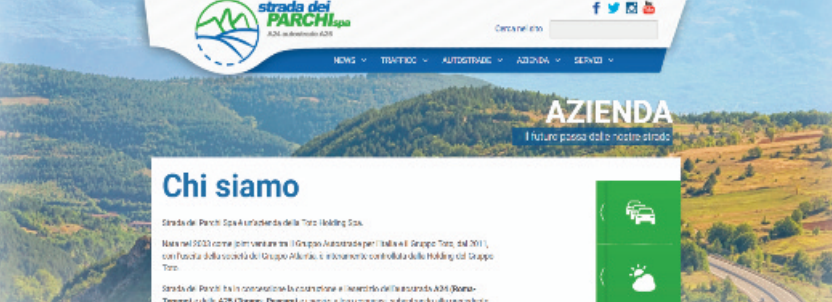 strada dei
PARCHI spa
A24 autostrade A25
Cerca nel sito
NEWS TRAFFICO AUTOSTRADE AZIENDA SERVIZI
AZIENDA
Il futuro passa dalle nostre strade
Chi siamo
Strada dei Parchi Spa è un'azienda della Toto Holding Spa.
Nata nel 2003 come joint venture tra il Gruppo Autostrade per l'Italia e il Gruppo Toto, dal 2011,
con l'uscita della società del Gruppo Atlantia, è interamente controllata dalla Holding del Gruppo
Toto.
Strada dei Parchi ha in concessione la costruzione e l'esercizio dell'autostrada A24 (Roma-